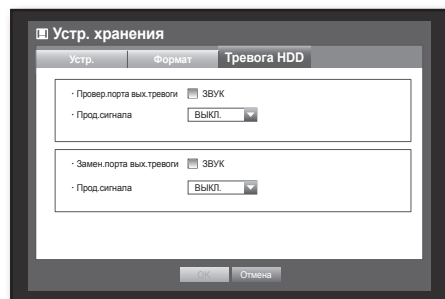 Устр. хранения
Устр. Формат Тревога HDD
· Провер.порта вых.тревоги ЗВУК
· Прод.сигнала ВЫКЛ.
· Замен.порта вых.тревоги ЗВУК
· Прод.сигнала ВЫКЛ.
OK Отмена